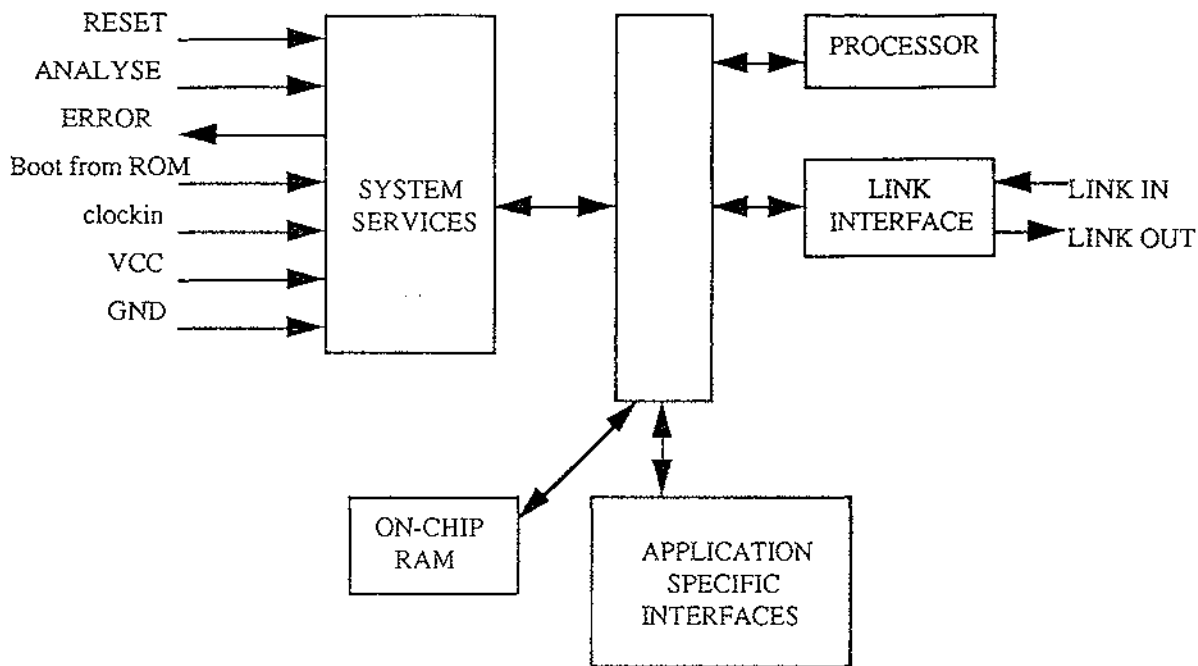 RESET
ANALYSE
ERROR
Boot from ROM
clockin
VCC
GND
SYSTEM
SERVICES
PROCESSOR
LINK
INTERFACE
LINK IN
LINK OUT
ON-CHIP
RAM
APPLICATION
SPECIFIC
INTERFACES